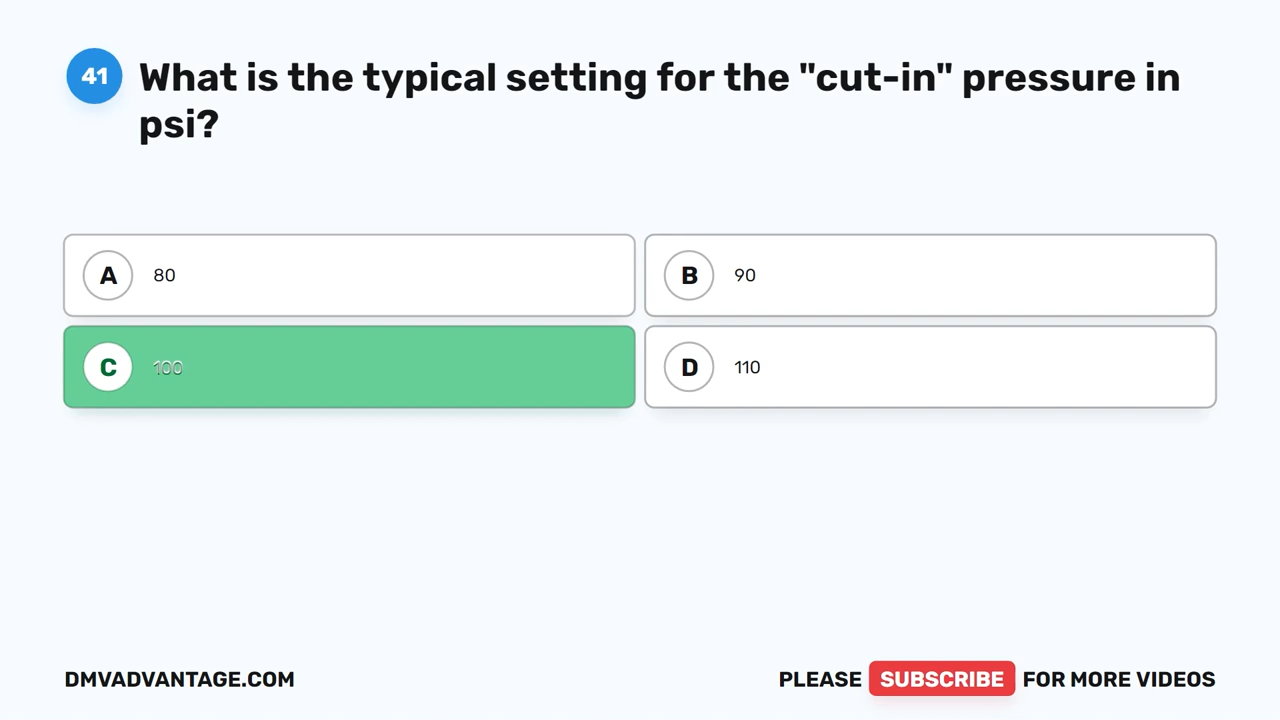 41 What is the typical setting for the "cut-in" pressure in
psi?
A 80
B 90
C 100
D 110
DMVADVANTAGE.COM
PLEASE SUBSCRIBE FOR MORE VIDEOS